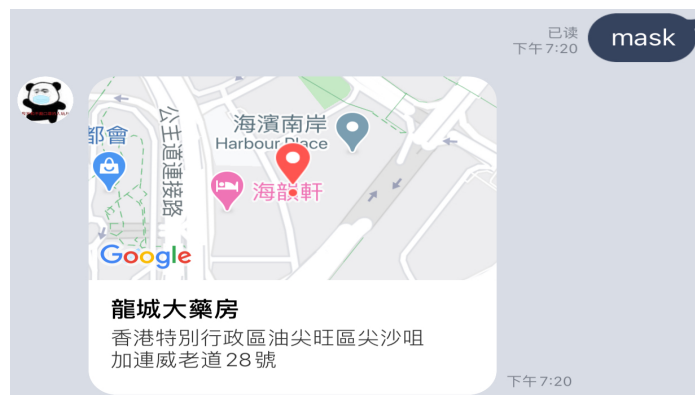 已读
下午7:20
mask
公主道連接路
都會
海濱南岸
Harbour Place
海韻軒
Google
龍城大藥房
香港特別行政區油尖旺區尖沙咀
加連威老道28號
下午7:20